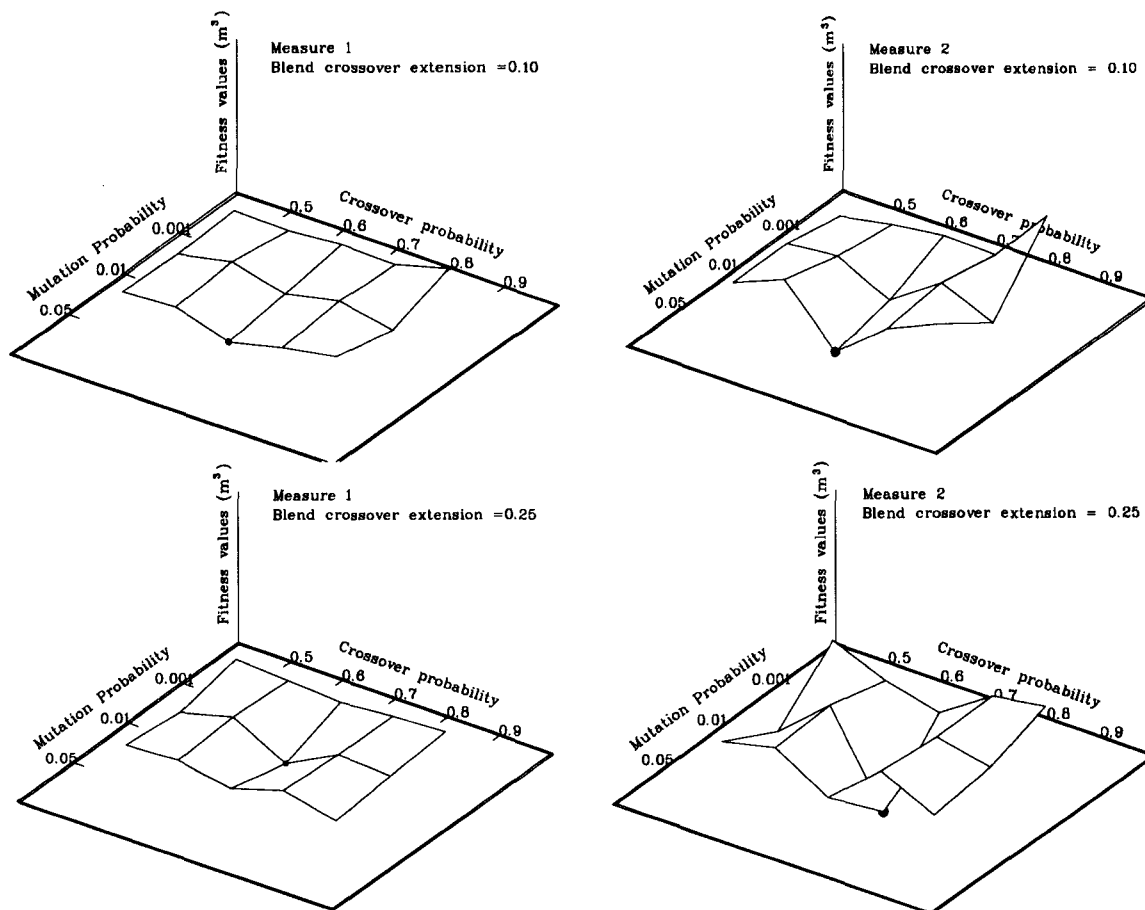 Fitness values (m³)
Measure 1
Blend crossover extension =0.10
Mutation Probability
0.001
0.01
0.05
Crossover probability
0.5
0.6
0.7
0.8
0.9
Fitness values (m³)
Measure 2
Blend crossover extension = 0.10
Mutation Probability
0.001
0.01
0.05
Crossover probability
0.5
0.6
0.7
0.8
0.9
Fitness values (m³)
Measure 1
Blend crossover extension =0.25
Mutation Probability
0.001
0.01
0.05
Crossover probability
0.5
0.6
0.7
0.8
0.9
Fitness values (m³)
Measure 2
Blend crossover extension = 0.25
Mutation Probability
0.001
0.01
0.05
Crossover probability
0.5
0.6
0.7
0.8
0.9